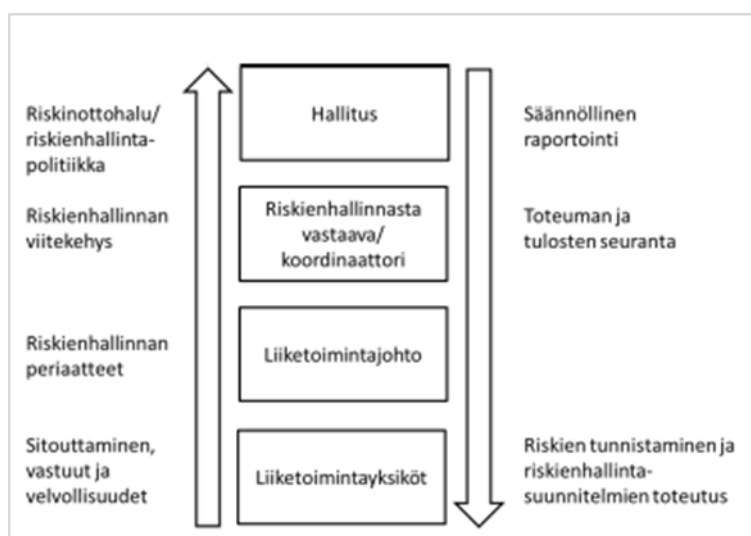 Riskinottohalu/
riskienhallinta-
politiikka
Hallitus
Säännöllinen
raportointi
Riskienhallinnan
viitekehys
Riskienhallinnasta
vastaava/
koordinaattori
Toteuman ja
tulosten seuranta
Riskienhallinnan
periaatteet
Liiketoimintajohto
Sitouttaminen,
vastuut ja
velvollisuudet
Liiketoimintayksiköt
Riskien tunnistaminen ja
riskienhallinta-
suunnitelmien toteutus